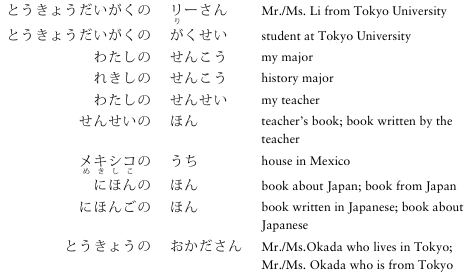 とうきょうだいがくの リーさん Mr./Ms. Li from Tokyo University
り
とうきょうだいがくの がくせい student at Tokyo University
わたしの せんこう my major
れきしの せんこう history major
わたしの せんせい my teacher
せんせいの ほん teacher's book; book written by the
teacher
メキシコの うち house in Mexico
めきしこ
にほんの ほん book about Japan; book from Japan
にほんごの ほん book written in Japanese; book about
Japanese
とうきょうの おかださん Mr./Ms.Okada who lives in Tokyo;
Mr./Ms. Okada who is from Tokyo